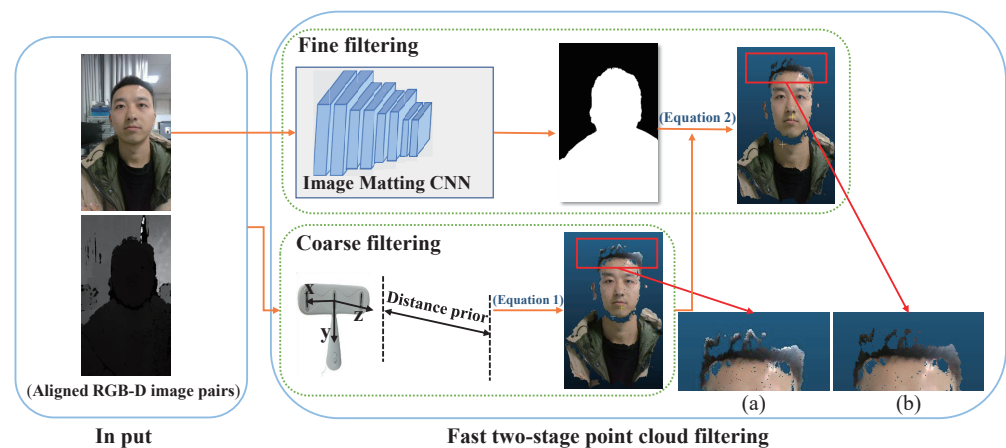 Fine filtering
(Equation 2)
Image Matting CNN
Coarse filtering
x
z
y
Distance prior
(Equation 1)
(Aligned RGB-D image pairs)
(a)
(b)
In put
Fast two-stage point cloud filtering